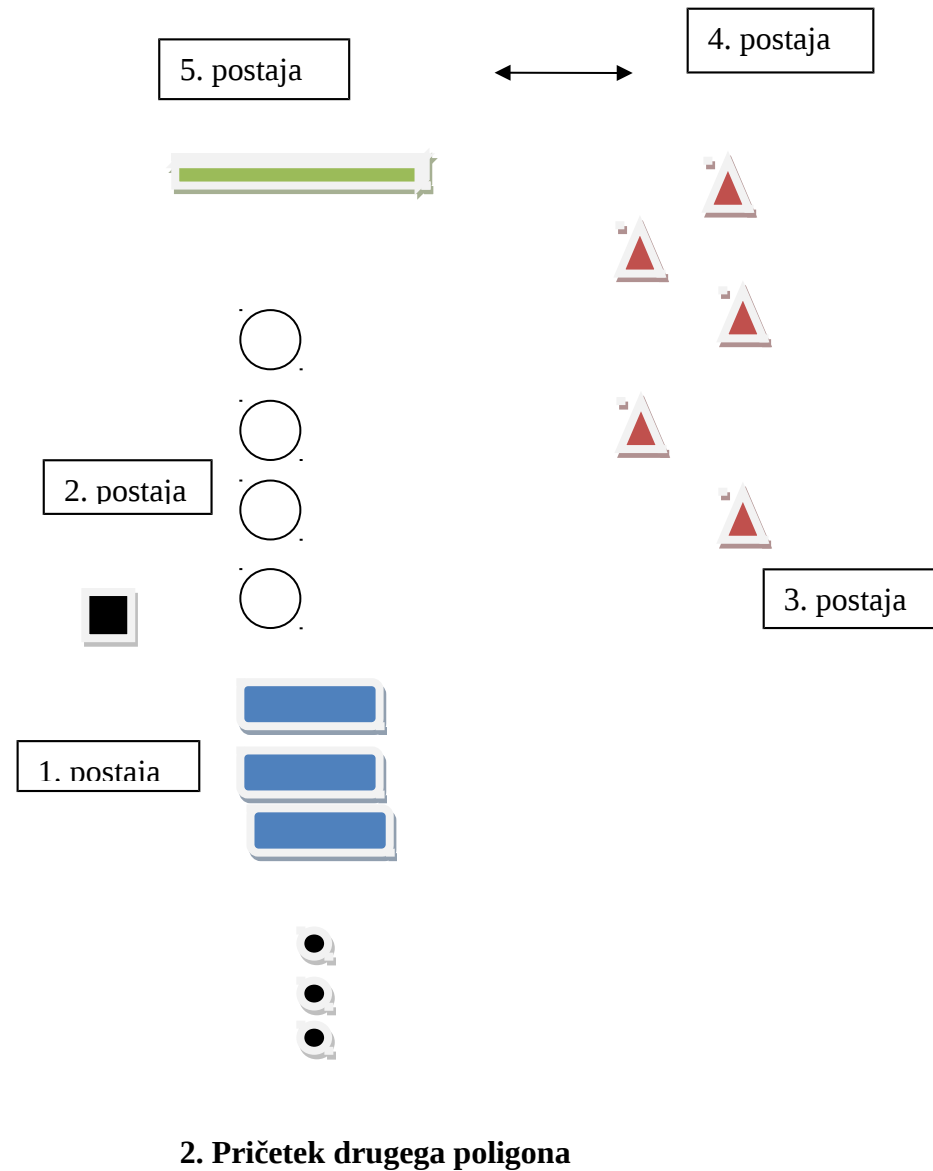 4. postaja
5. postaja
2. postaja
3. postaja
1. postaja
2. Pričetek drugega poligona